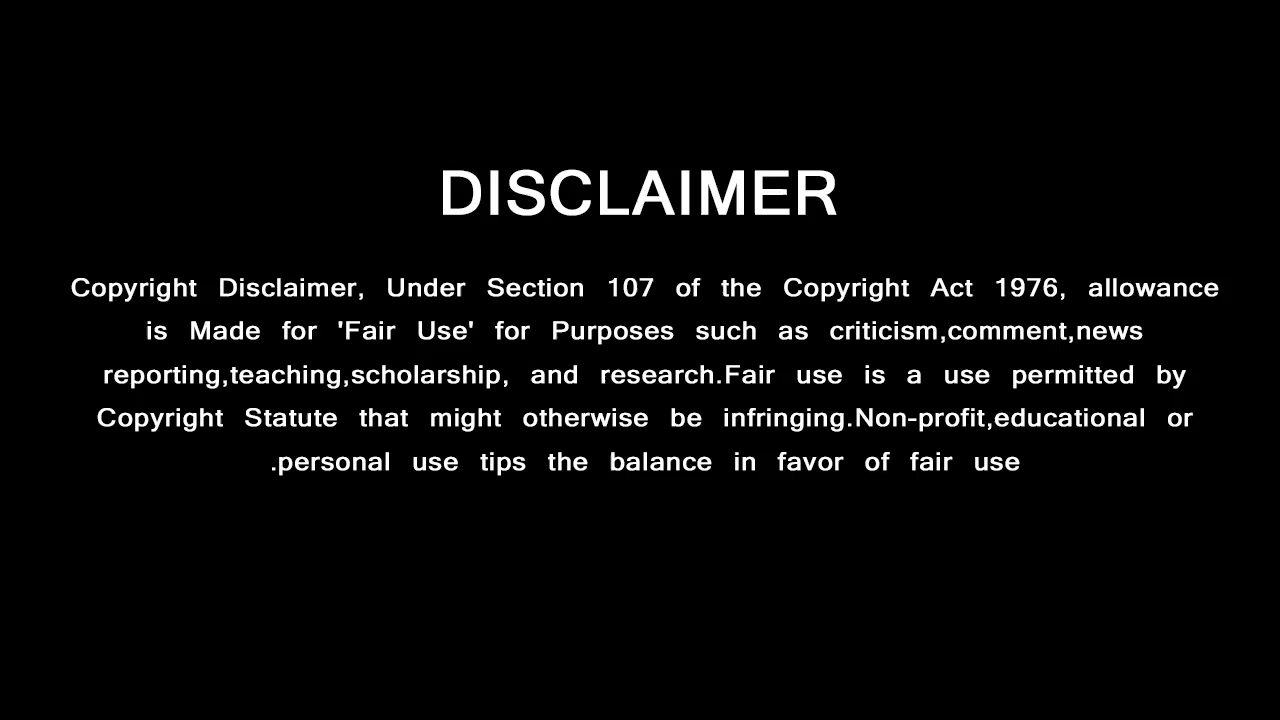 DISCLAIMER
Copyright Disclaimer, Under Section 107 of the Copyright Act 1976, allowance
is Made for 'Fair Use' for Purposes such as criticism,comment,news
reporting,teaching,scholarship, and research.Fair use is a use permitted by
Copyright Statute that might otherwise be infringing.Non-profit,educational or
.personal use tips the balance in favor of fair use